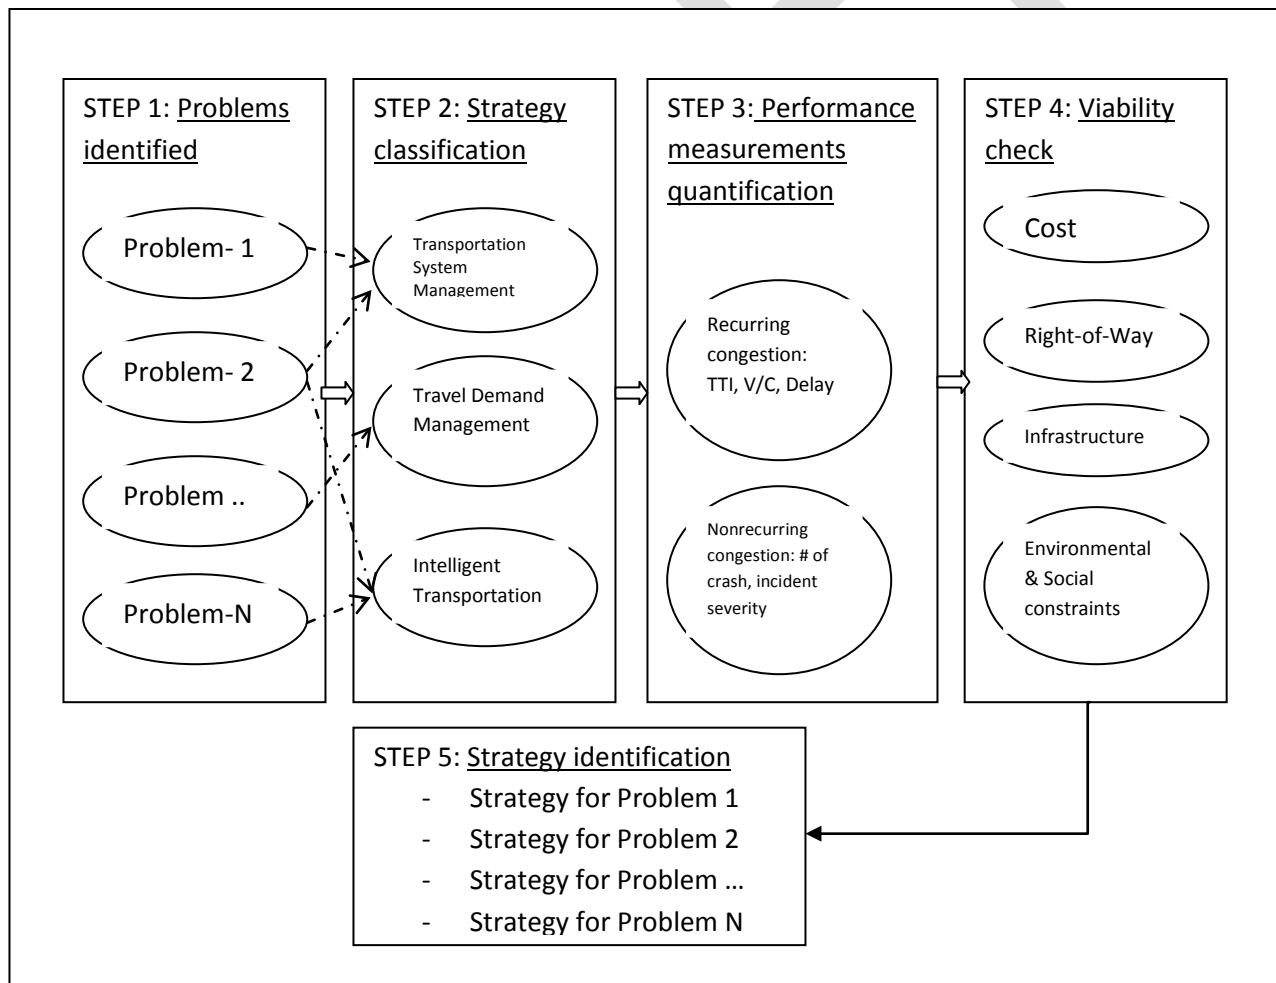 STEP 1: Problems
identified
Problem- 1
Problem- 2
Problem ..
Problem-N
STEP 2: Strategy
classification
Transportation
System
Management
Travel Demand
Management
Intelligent
Transportation
STEP 3: Performance
measurements
quantification
Recurring
congestion:
TTI, V/C, Delay
Nonrecurring
congestion: # of
crash, incident
severity
STEP 4: Viability
check
Cost
Right-of-Way
Infrastructure
Environmental
& Social
constraints
STEP 5: Strategy identification
- Strategy for Problem 1
- Strategy for Problem 2
- Strategy for Problem …
- Strategy for Problem N